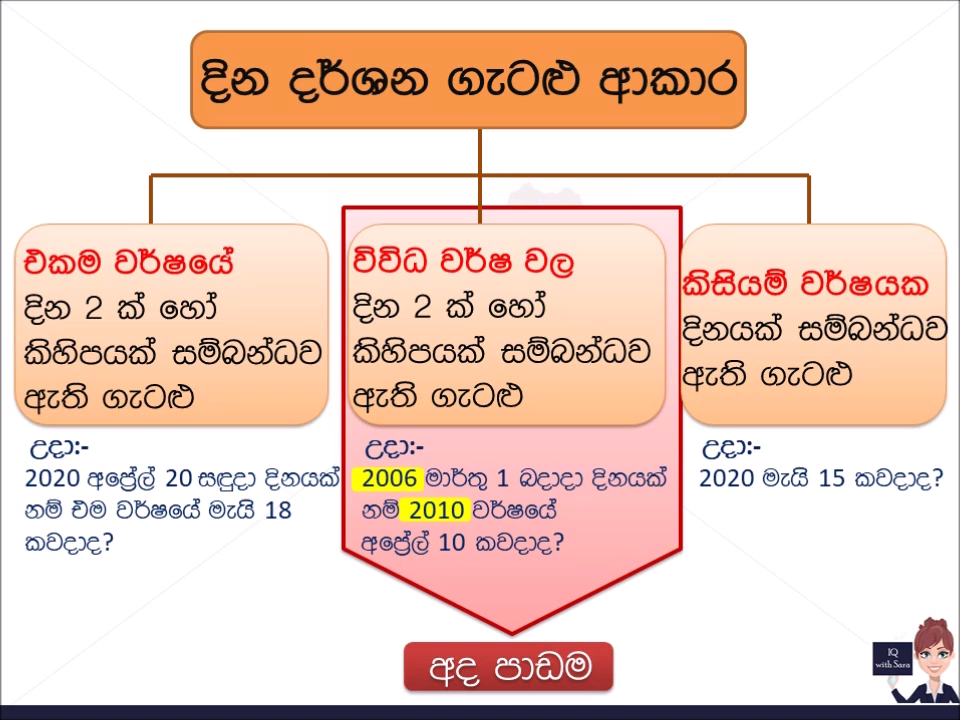 දින දර්ශන ගැටළු ආකාර
එකම වර්ෂයේ
දින 2 ක් හෝ
කිහිපයක් සම්බන්ධව
ඇති ගැටළු
උදා:-
2020 අප්‍රේල් 20 සඳුදා දිනයක්
නම් එම වර්ෂයේ මැයි 18
කවදාද?
විවිධ වර්ෂ වල
දින 2 ක් හෝ
කිහිපයක් සම්බන්ධව
ඇති ගැටළු
උදා:-
2006 මාර්තු 1 බදාදා දිනයක්
නම් 2010 වර්ෂයේ
අප්‍රේල් 10 කවදාද?
කිසියම් වර්ෂයක
දිනයක් සම්බන්ධව
ඇති ගැටළු
උදා:-
2020 මැයි 15 කවදාද?
අද පාඩම
IQ
with Sara